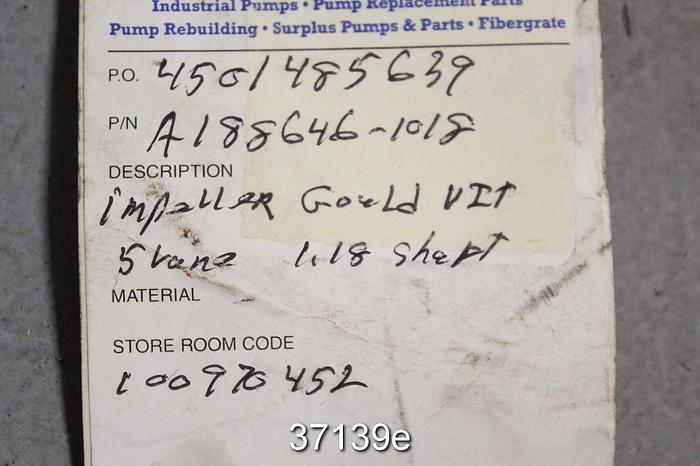 Industrial Pumps • Pump Replacement Parts
Pump Rebuilding • Surplus Pumps & Parts • Fibergrate
P.O. 4501485639
P/N A188646-1018
DESCRIPTION
impeller Gould VIT
5 vane 1.18 shaft
MATERIAL
STORE ROOM CODE
100970452
37139e